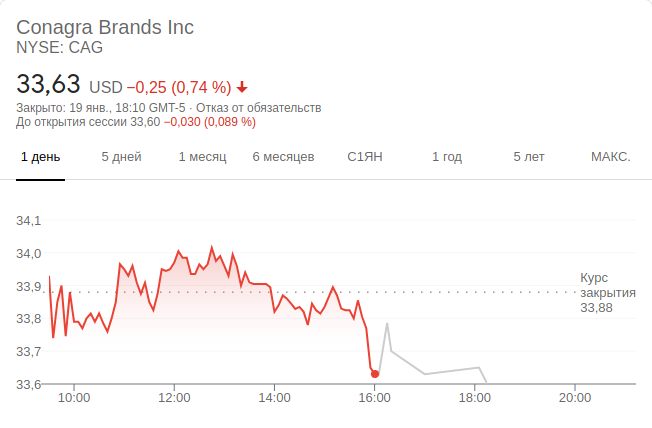 Conagra Brands Inc
NYSE: CAG
33,63 USD −0,25 (0,74 %)
Закрыто: 19 янв., 18:10 GMT-5 · Отказ от обязательств
До открытия сессии 33,60 −0,030 (0,089 %)
1 день 5 дней 1 месяц 6 месяцев С1ЯН 1 год 5 лет МАКС.
34,1
34,0
33,9
33,8
33,7
33,6
Курс
закрытия
33,88
10:00 12:00 14:00 16:00 18:00 20:00